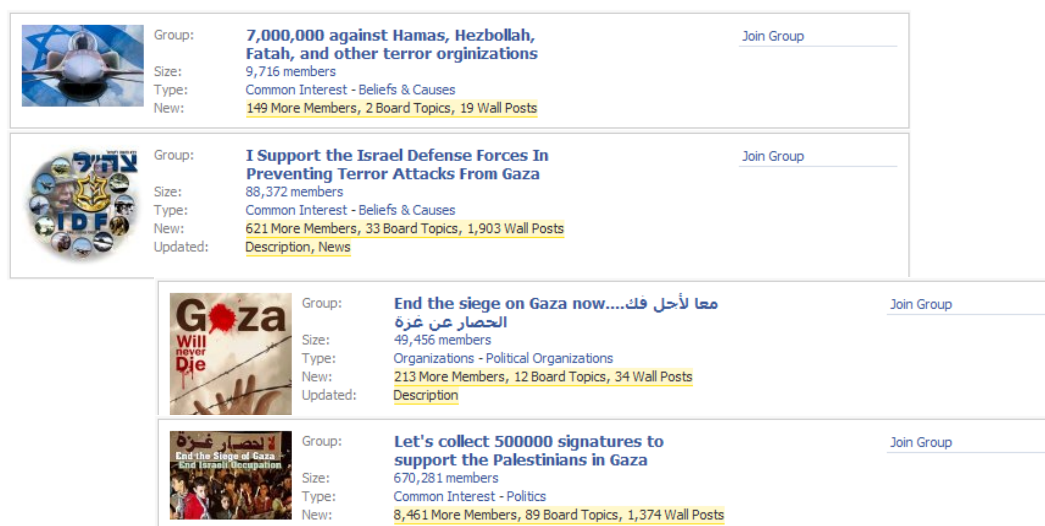 Group: 7,000,000 against Hamas, Hezbollah, Join Group
Fatah, and other terror orginizations
Size: 9,716 members
Type: Common Interest - Beliefs & Causes
New: 149 More Members, 2 Board Topics, 19 Wall Posts
צה"ל
IDF
Group: I Support the Israel Defense Forces In Join Group
Preventing Terror Attacks From Gaza
Size: 88,372 members
Type: Common Interest - Beliefs & Causes
New: 621 More Members, 33 Board Topics, 1,903 Wall Posts
Updated: Description, News
Gaza
Will
never
Die
Group: End the siege on Gaza now....معا لأجل فك Join Group
الحصار عن غزة
Size: 49,456 members
Type: Organizations - Political Organizations
New: 213 More Members, 12 Board Topics, 34 Wall Posts
Updated: Description
لا لحصار غزة
End the Siege of Gaza
End Israeli Occupation
Group: Let's collect 500000 signatures to Join Group
support the Palestinians in Gaza
Size: 670,281 members
Type: Common Interest - Politics
New: 8,461 More Members, 89 Board Topics, 1,374 Wall Posts